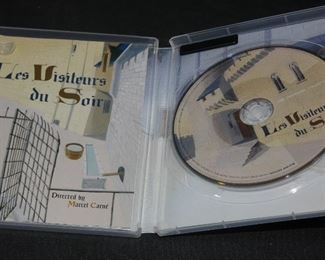 Les Visiteurs
du Soir
Directed by
Marcel Carné
Les Visiteurs
du Soir